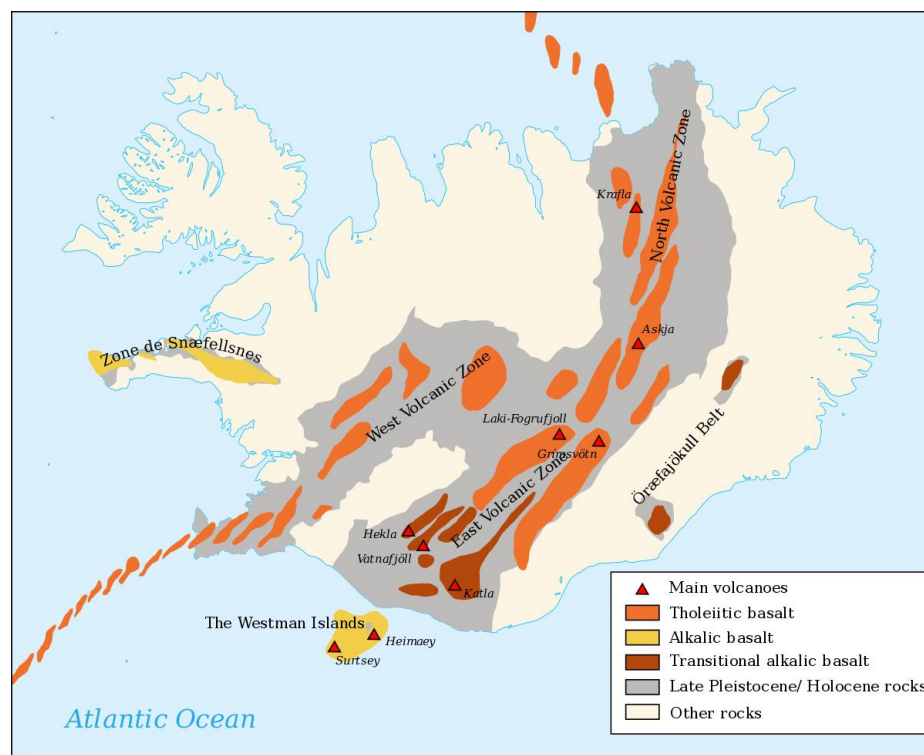 Krafla
North Volcanic Zone
Askja
Zone de Snæfellsnes
West Volcanic Zone
Laki-Fogrufjoll
Grímsvötn
Öræfajökull Belt
East Volcanic Zone
Hekla
Vatnafjöll
Katla
The Westman Islands
Heimaey
Surtsey
Atlantic Ocean
Main volcanoes
Tholeiitic basalt
Alkalic basalt
Transitional alkalic basalt
Late Pleistocene/ Holocene rocks
Other rocks